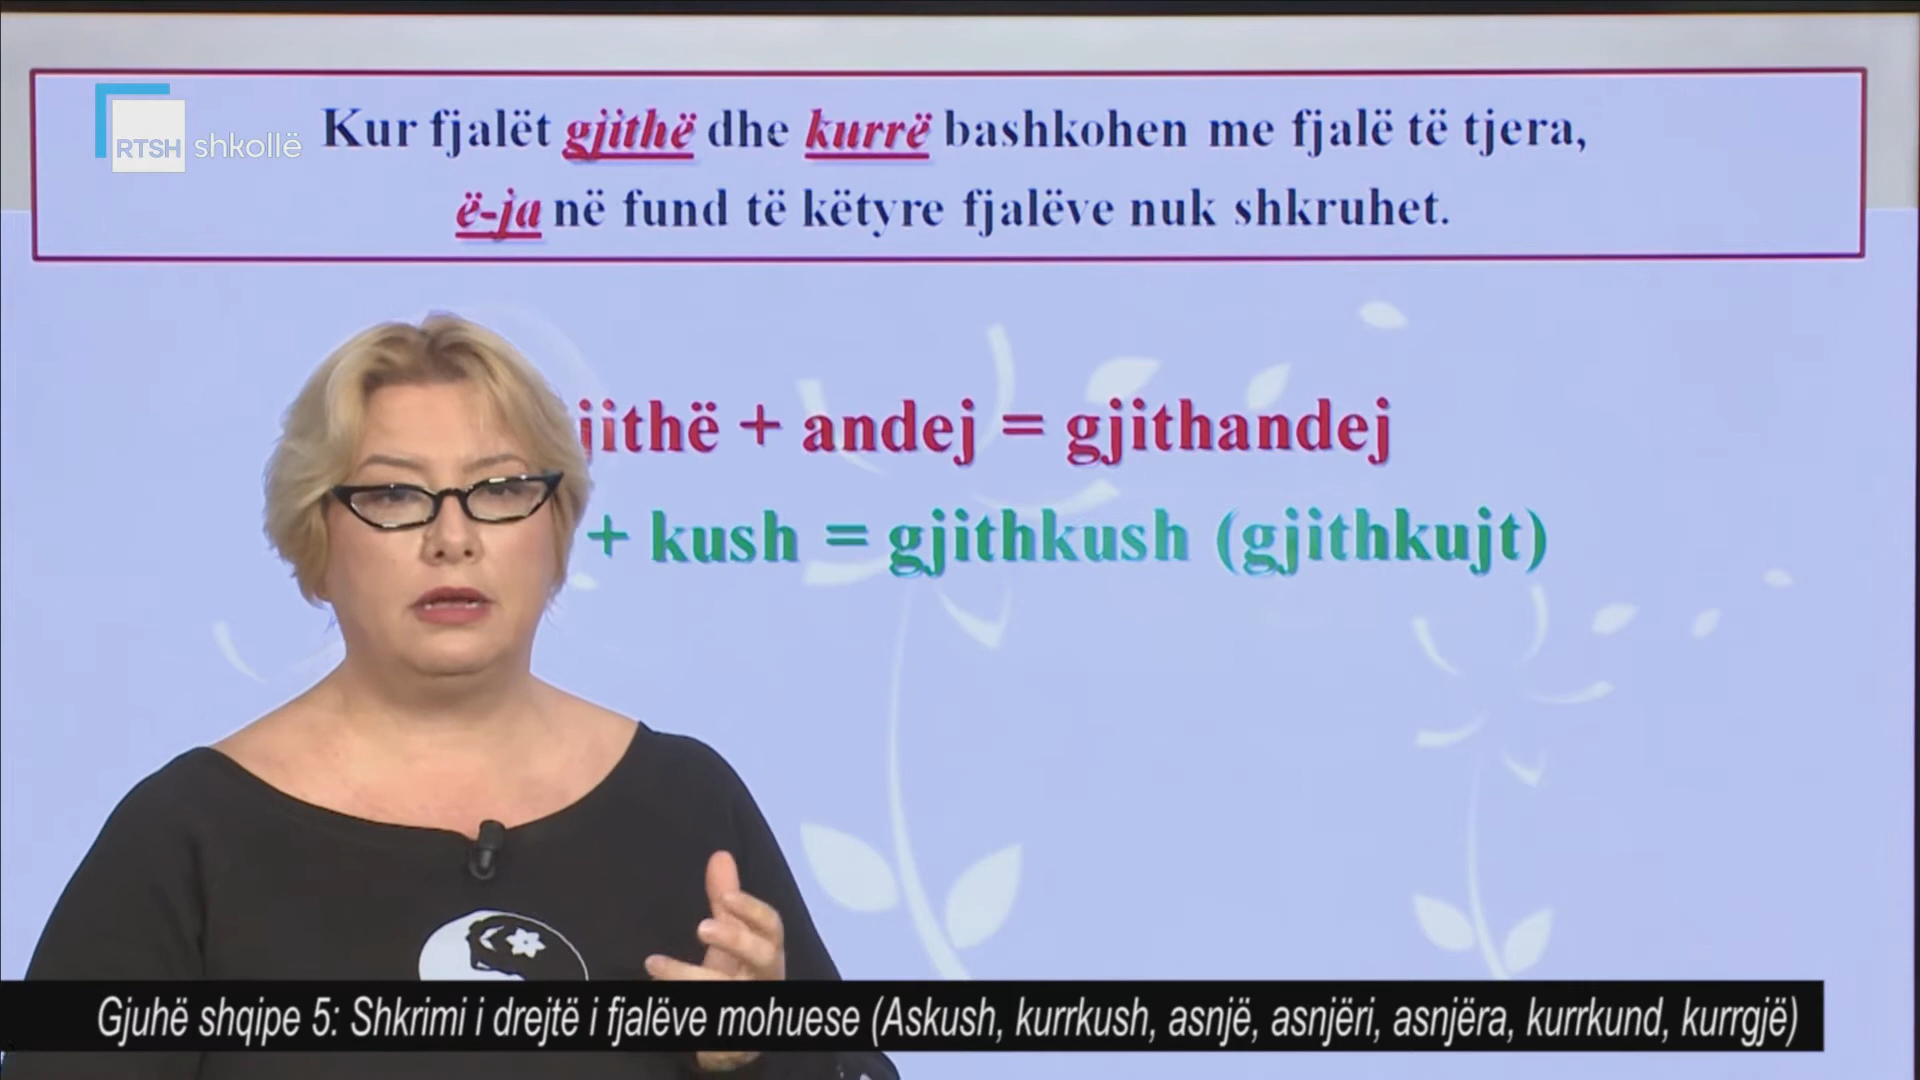 RTSH shkollë
Kur fjalët gjithë dhe kurrë bashkohen me fjalë të tjera,
ë-ja në fund të këtyre fjalëve nuk shkruhet.
jithë + andej = gjithandej
+ kush = gjithkush (gjithkujt)
Gjuhë shqipe 5: Shkrimi i drejtë i fjalëve mohuese (Askush, kurrkush, asnjë, asnjëri, asnjëra, kurrkund, kurrgjë)